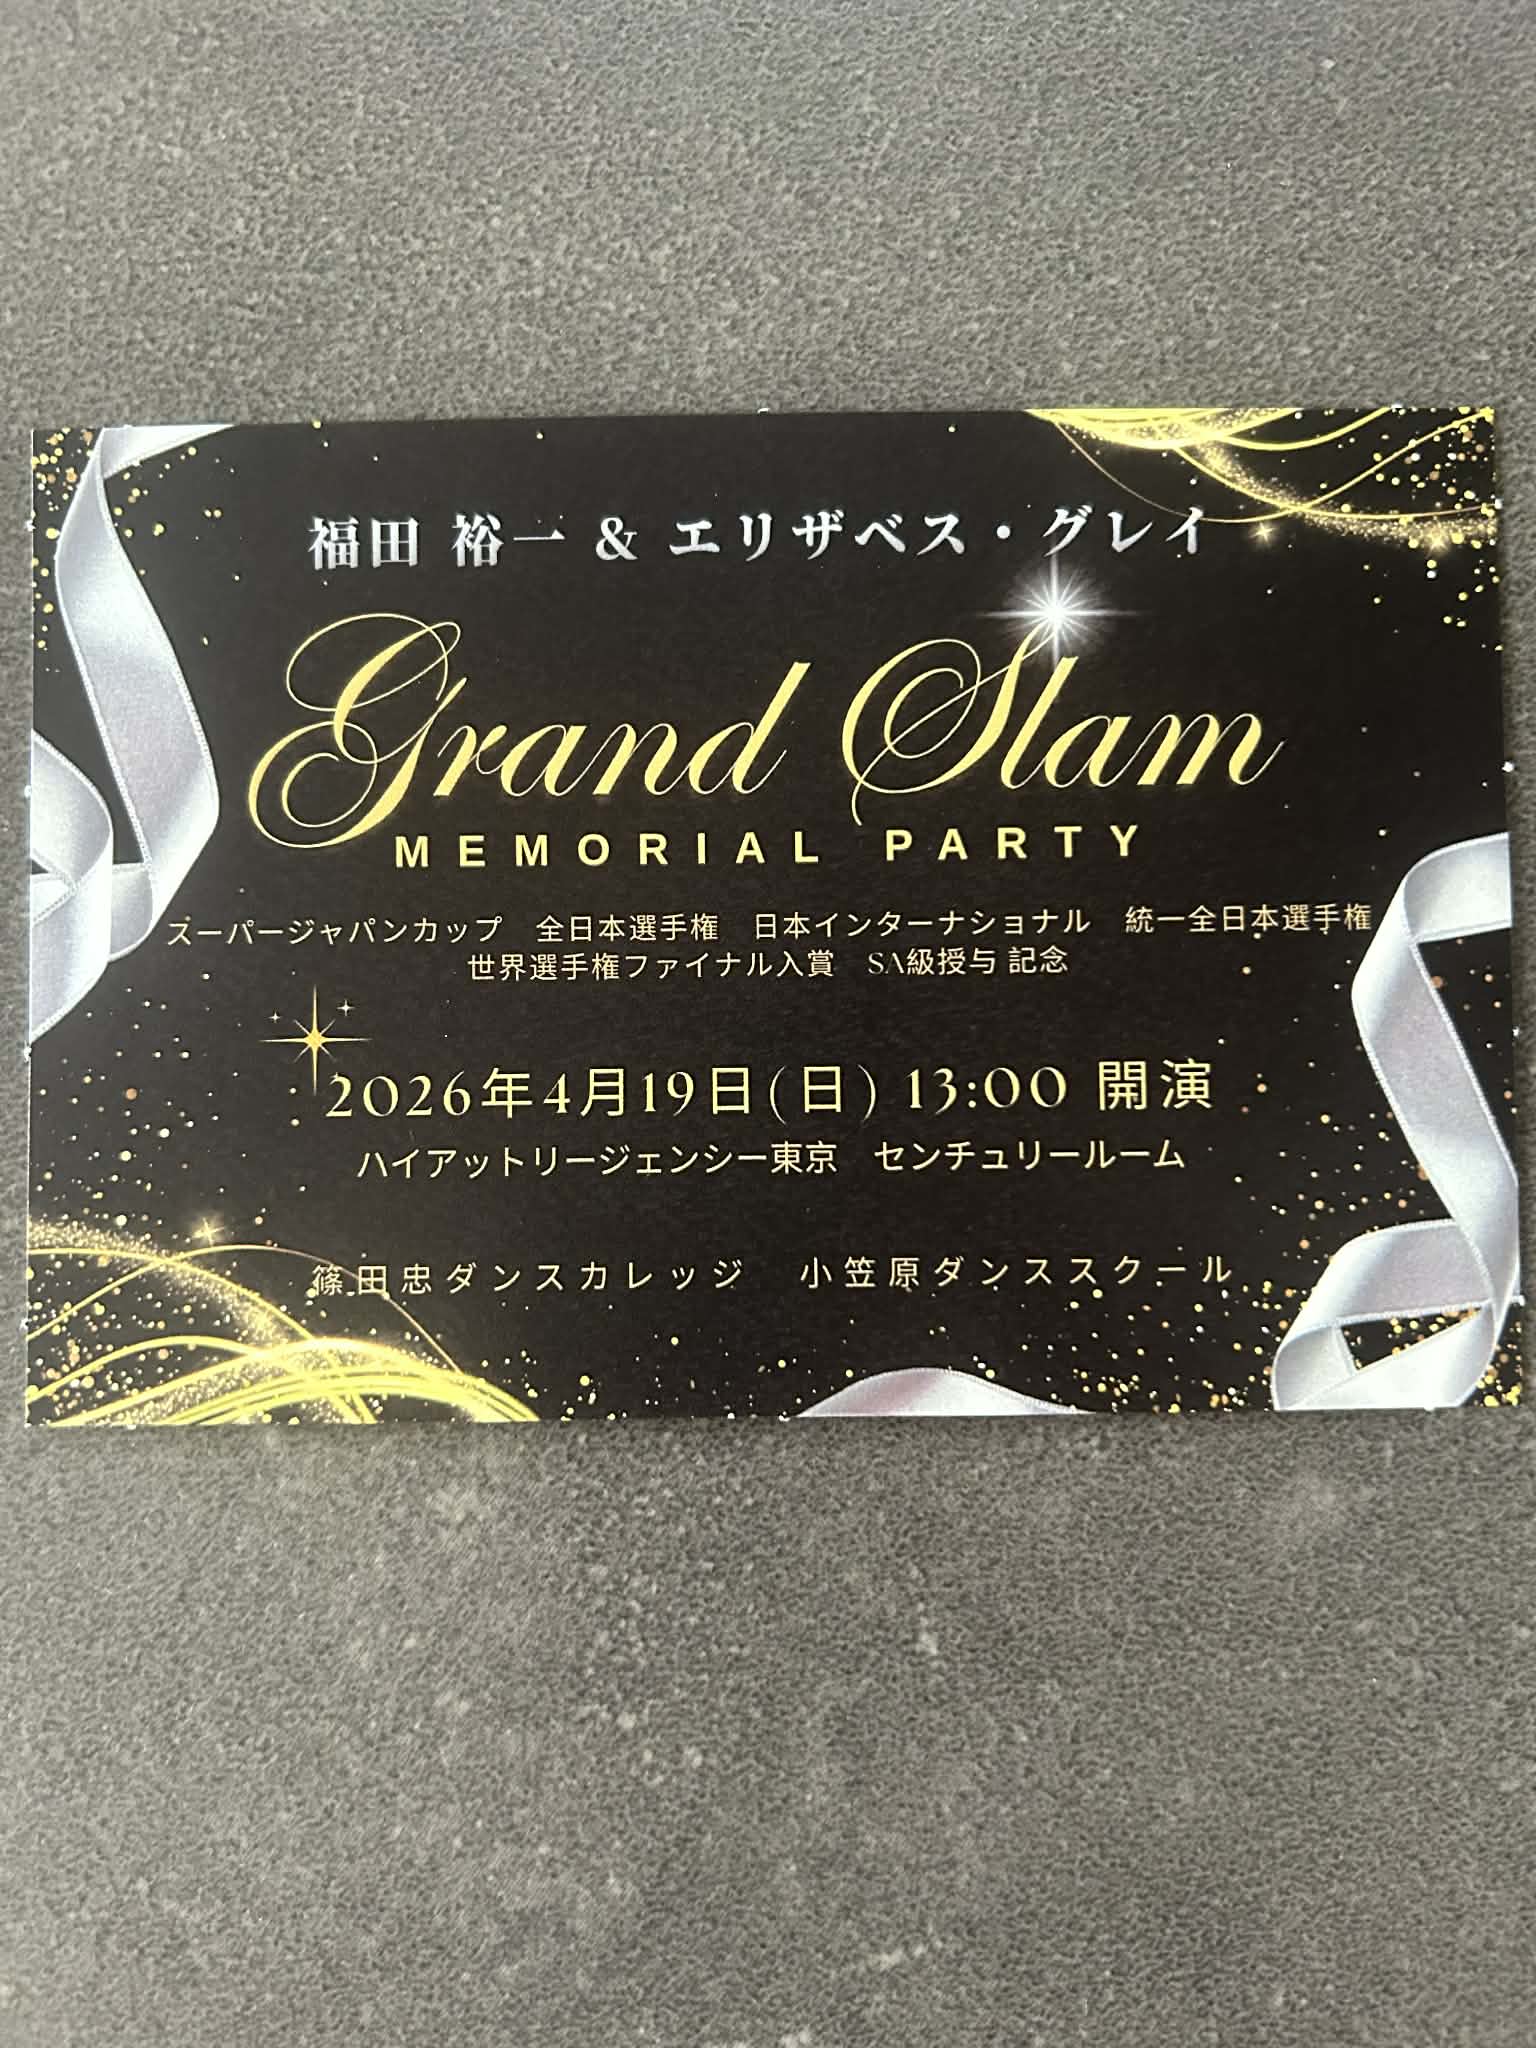 福田 裕一 & エリザベス・グレイ
Grand Slam
MEMORIAL PARTY
スーパージャパンカップ　全日本選手権　日本インターナショナル　統一全日本選手権
世界選手権ファイナル入賞　SA級授与 記念
2026年4月19日(日) 13:00 開演
ハイアットリージェンシー東京　センチュリールーム
篠田忠ダンスカレッジ　小笠原ダンススクール